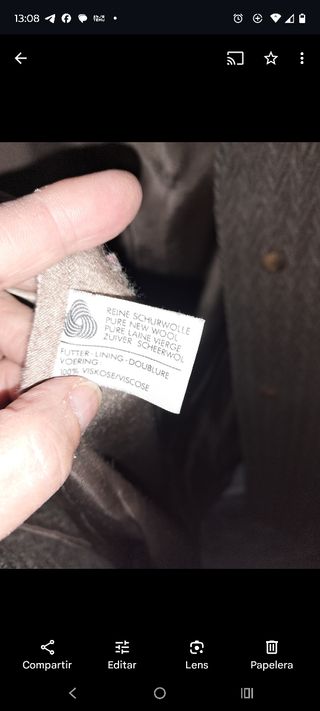 13:08
REINE SCHURWOLLE
PURE NEW WOOL
PURE LAINE VIERGE
ZUIVER SCHEERWOL
FUTTER-LINING-DOUBLURE
VOERING:
100% VISKOSE/VISCOSE
Compartir
Editar
Lens
Papelera